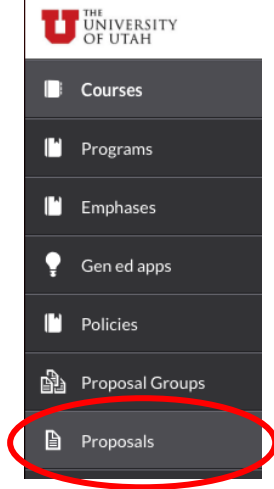 THE
UNIVERSITY
OF UTAH
Courses
Programs
Emphases
Gen ed apps
Policies
Proposal Groups
Proposals